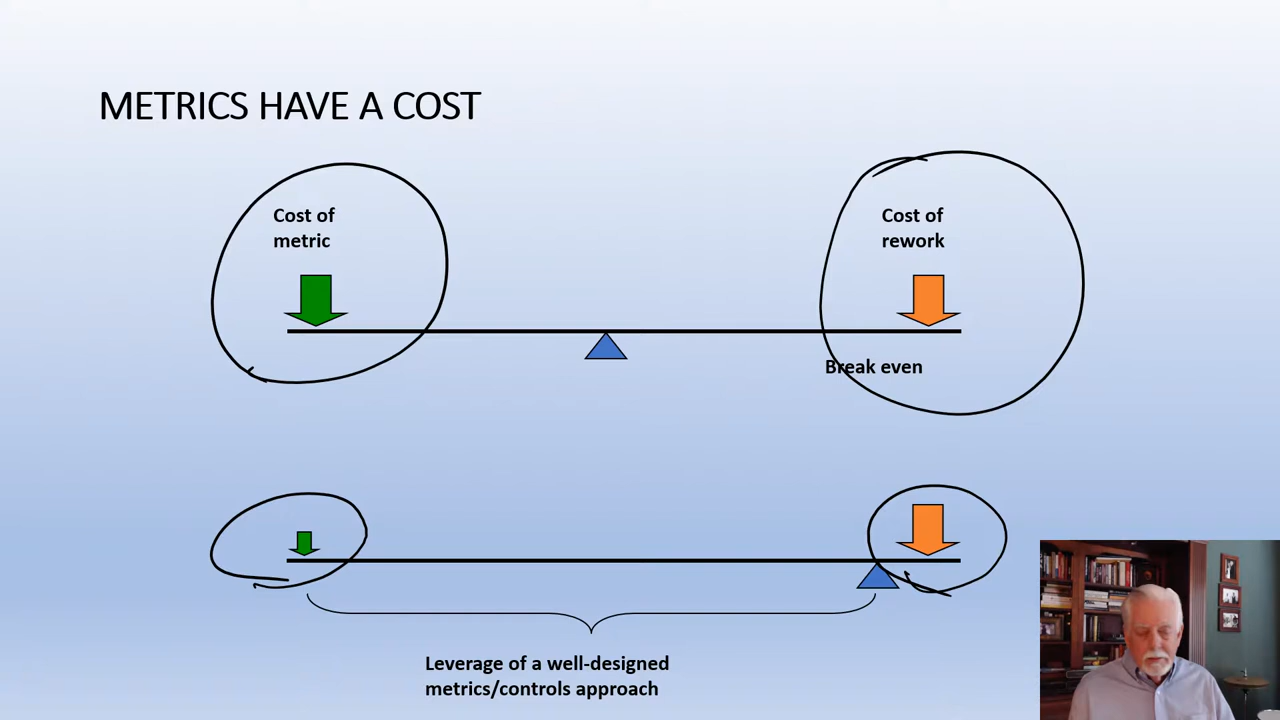 METRICS HAVE A COST
Cost of
metric
Cost of
rework
Break even
Leverage of a well-designed
metrics/controls approach